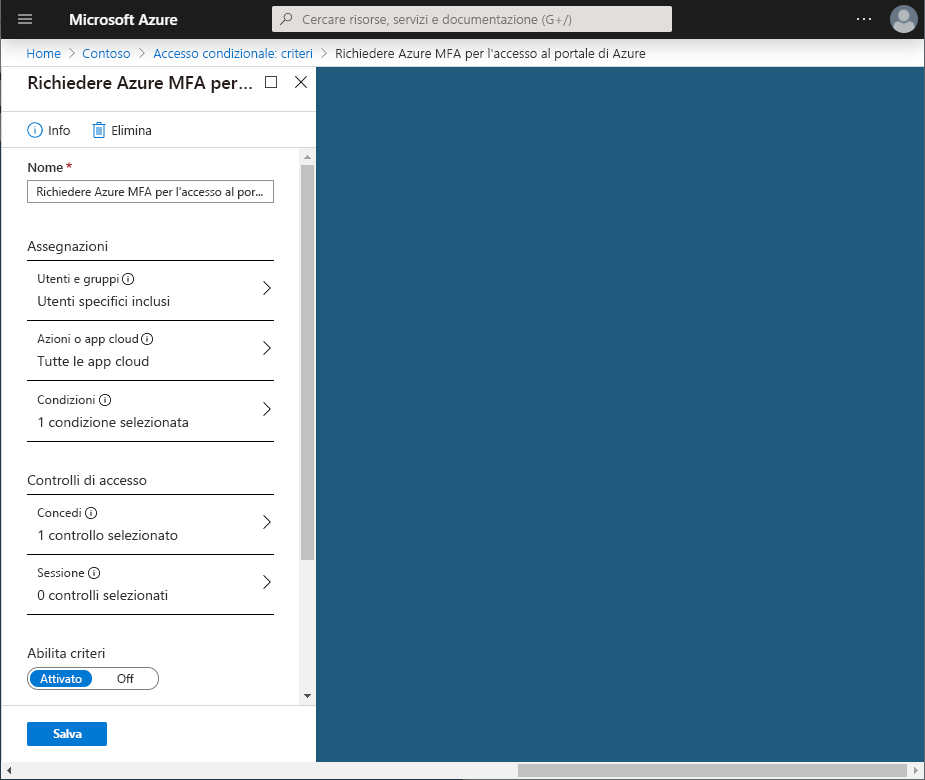 Microsoft Azure
Cercare risorse, servizi e documentazione (G+/)
Home > Contoso > Accesso condizionale: criteri > Richiedere Azure MFA per l'accesso al portale di Azure
Richiedere Azure MFA per...
Info Elimina
Nome *
Richiedere Azure MFA per l'accesso al por...
Assegnazioni
Utenti e gruppi
Utenti specifici inclusi
Azioni o app cloud
Tutte le app cloud
Condizioni
1 condizione selezionata
Controlli di accesso
Concedi
1 controllo selezionato
Sessione
0 controlli selezionati
Abilita criteri
Attivato Off
Salva